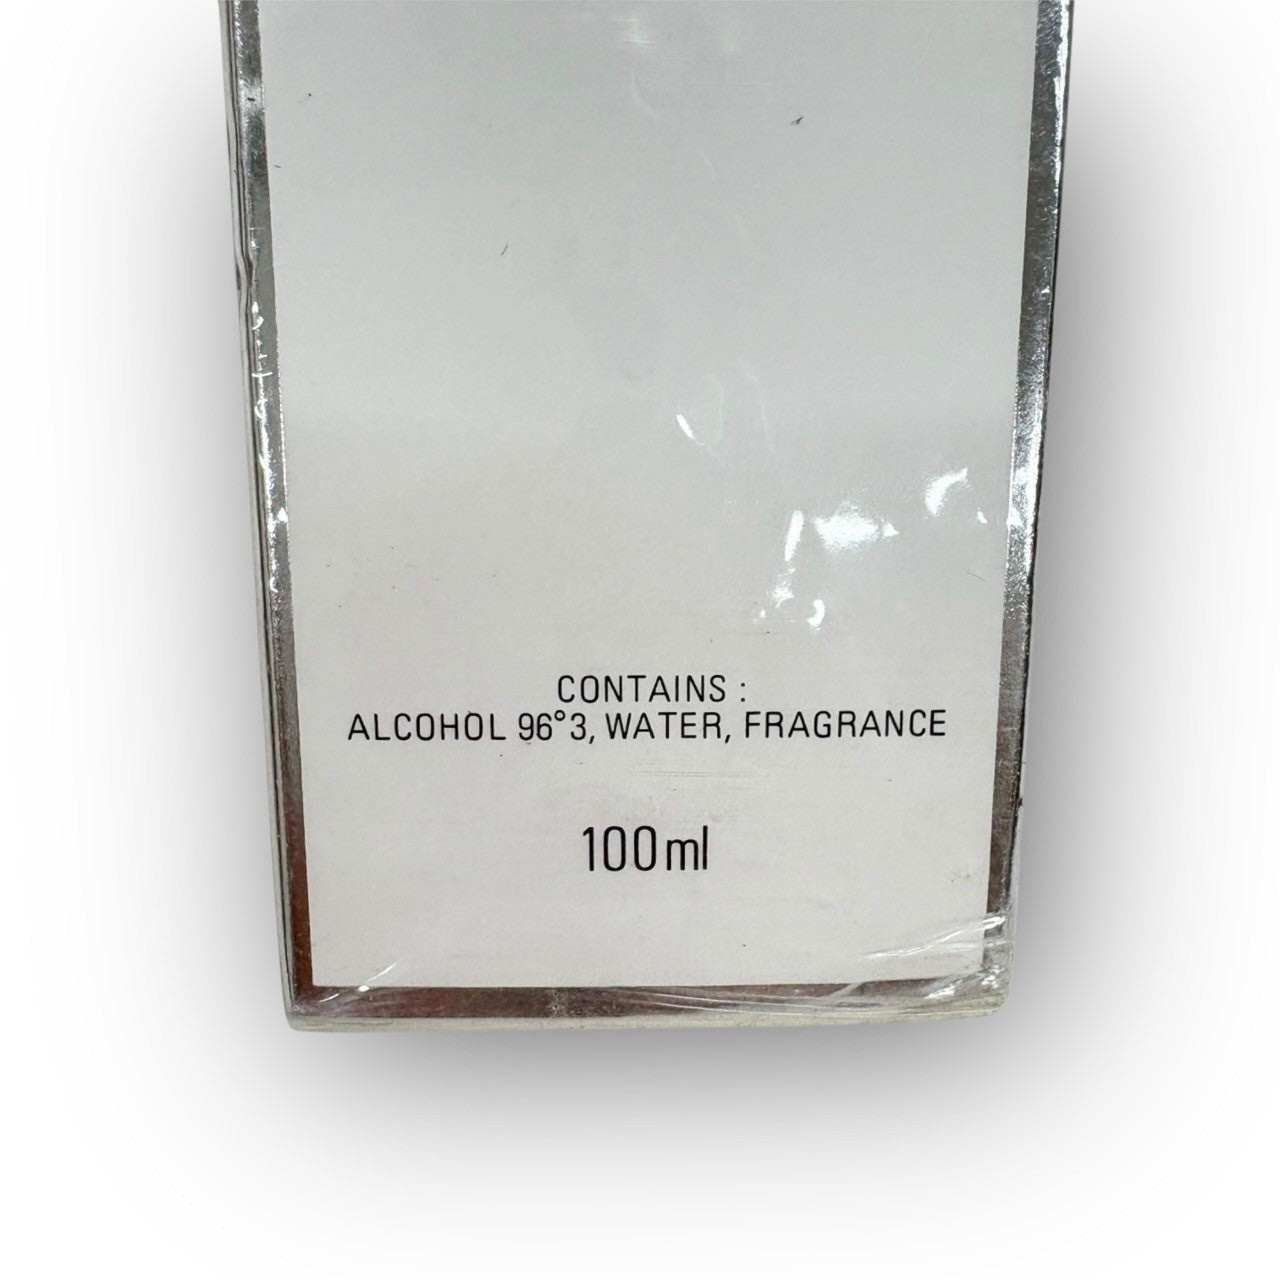 CONTAINS :
ALCOHOL 96°3, WATER, FRAGRANCE
100ml